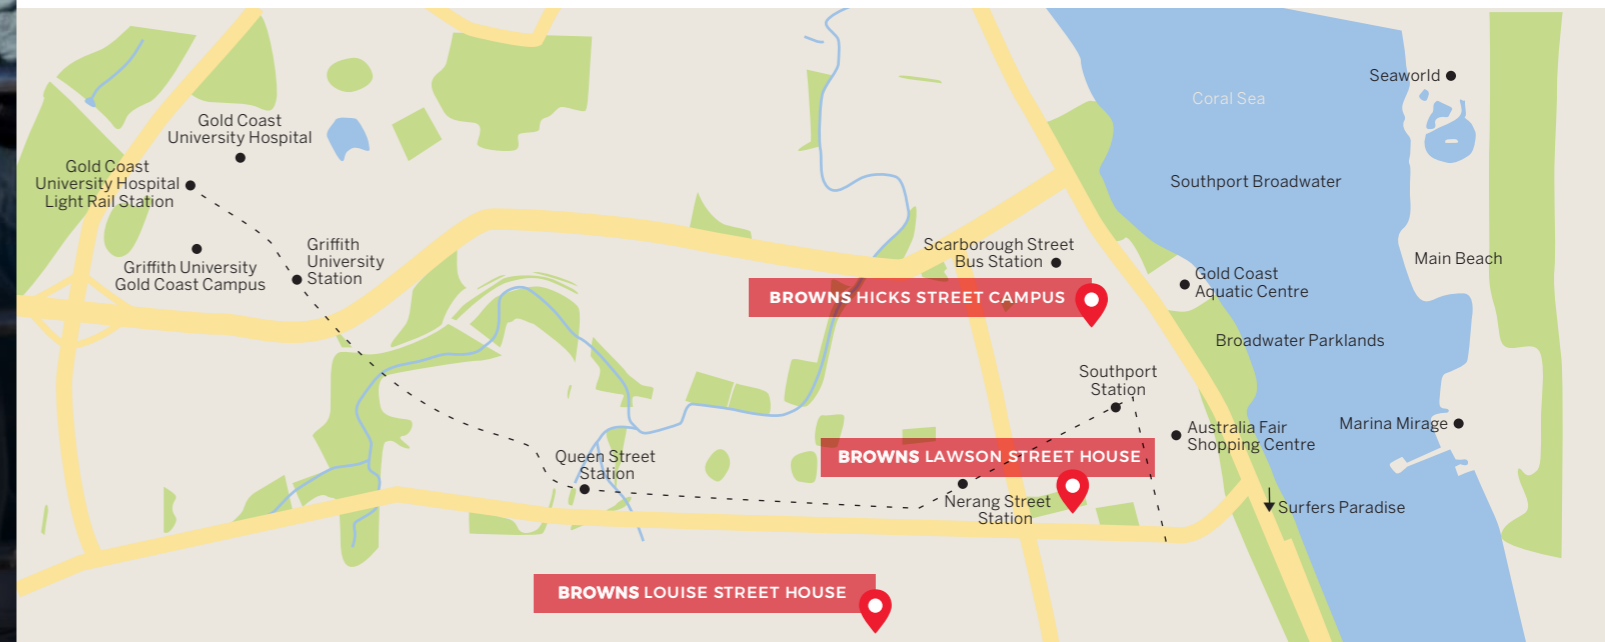 Seaworld
Coral Sea
Gold Coast
University Hospital
Gold Coast
University Hospital
Light Rail Station
Southport Broadwater
Griffith
University
Station
Scarborough Street
Bus Station
Main Beach
Griffith University
Gold Coast Campus
Gold Coast
Aquatic Centre
BROWNS HICKS STREET CAMPUS
Broadwater Parklands
Southport
Station
Marina Mirage
Australia Fair
Shopping Centre
Queen Street
Station
BROWNS LAWSON STREET HOUSE
Nerang Street
Station
Surfers Paradise
BROWNS LOUISE STREET HOUSE